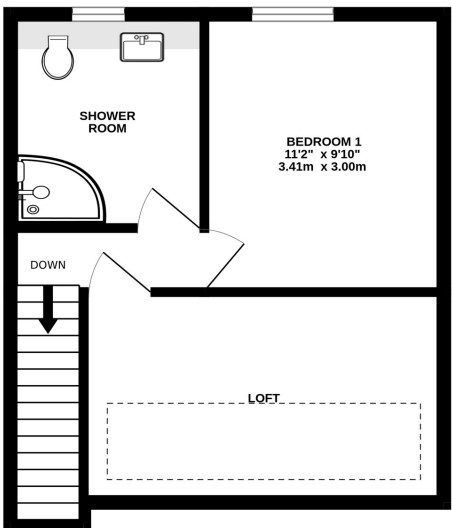 SHOWER
ROOM
BEDROOM 1
11'2" x 9'10"
3.41m x 3.00m
DOWN
LOFT